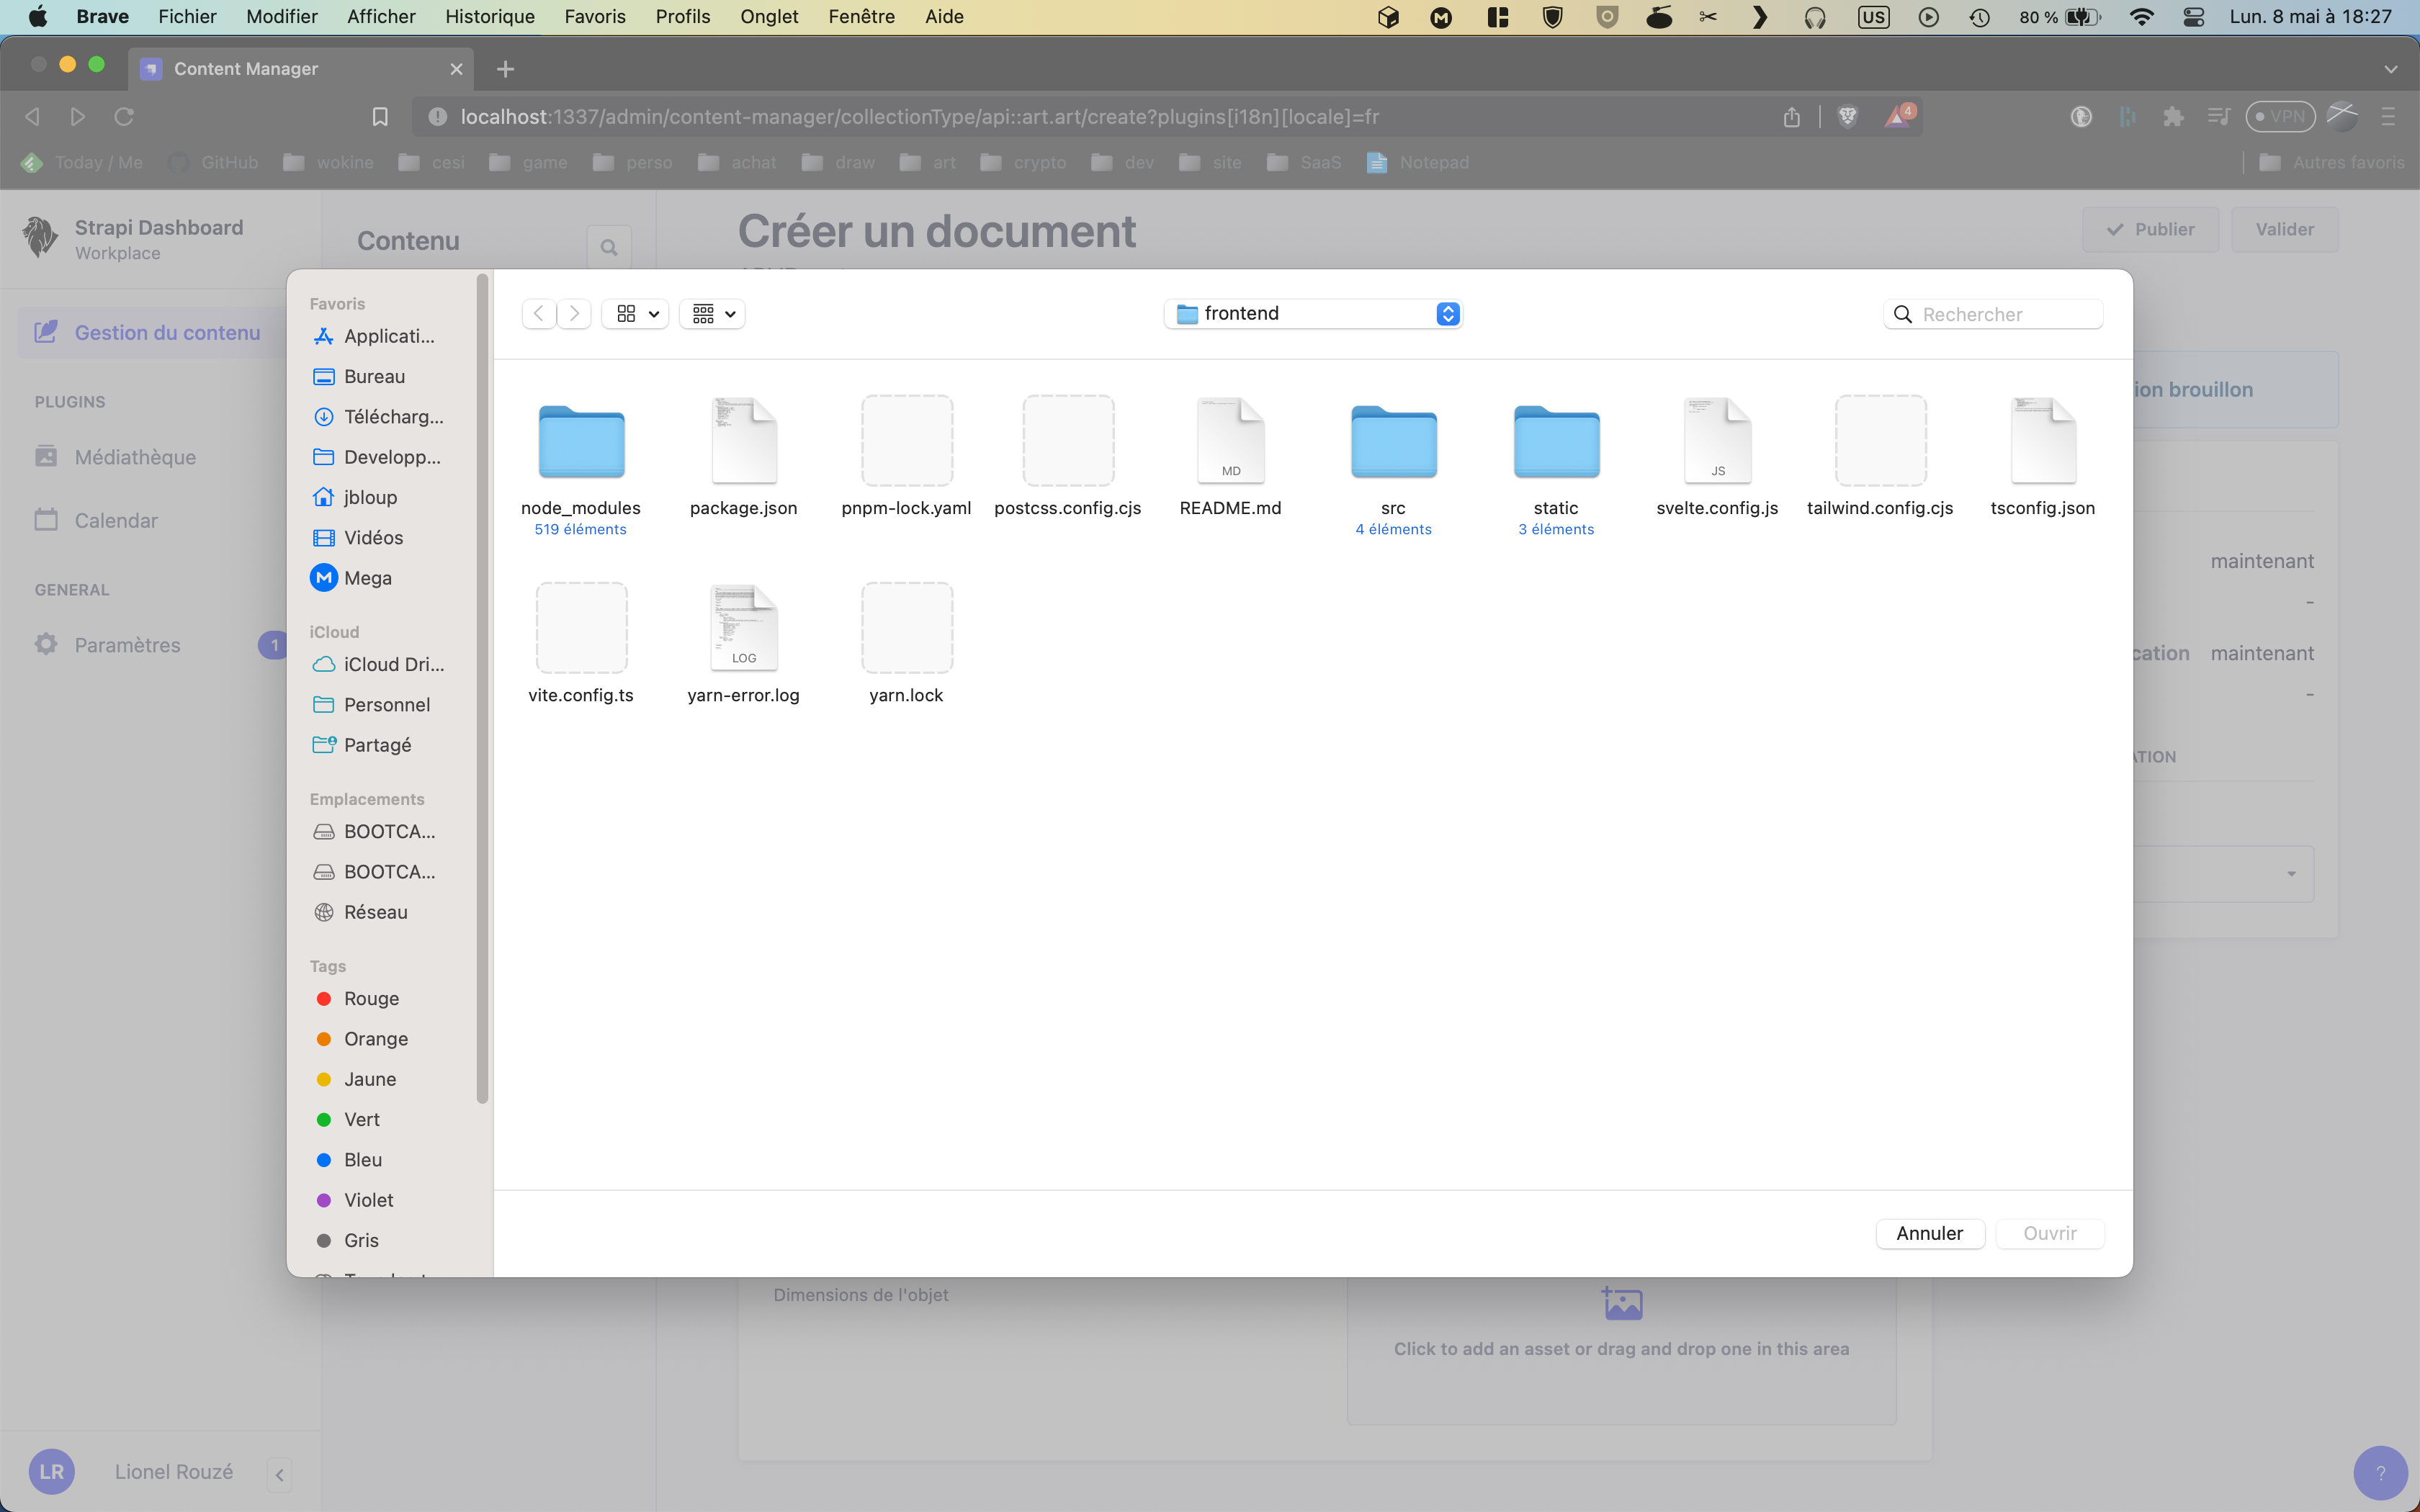 Brave Fichier Modifier Afficher Historique Favoris Profils Onglet Fenêtre Aide US 80 % Lun. 8 mai à 18:27
Content Manager
localhost:1337/admin/content-manager/collectionType/api::art.art/create?plugins[i18n][locale]=fr 4 VPN
Today / Me GitHub wokine cesi game perso achat draw art crypto dev site SaaS Notepad Autres favoris
Strapi Dashboard
Workplace
Contenu
Créer un document
Publier
Valider
Gestion du contenu
PLUGINS
Médiathèque
Calendar
GENERAL
Paramètres
1
Lionel Rouzé
LR
Favoris
Applicati...
Bureau
Télécharg...
Developp...
jbloup
Vidéos
Mega
iCloud
iCloud Dri...
Personnel
Partagé
Emplacements
BOOTCA...
BOOTCA...
Réseau
Tags
Rouge
Orange
Jaune
Vert
Bleu
Violet
Gris
frontend
Rechercher
MD
JS
node_modules package.json pnpm-lock.yaml postcss.config.cjs README.md src static svelte.config.js tailwind.config.cjs tsconfig.json
519 éléments 4 éléments 3 éléments
LOG
vite.config.ts yarn-error.log yarn.lock
Annuler
Ouvrir
ion brouillon
maintenant
-
cation maintenant
-
ATION
Dimensions de l'objet
Click to add an asset or drag and drop one in this area
?